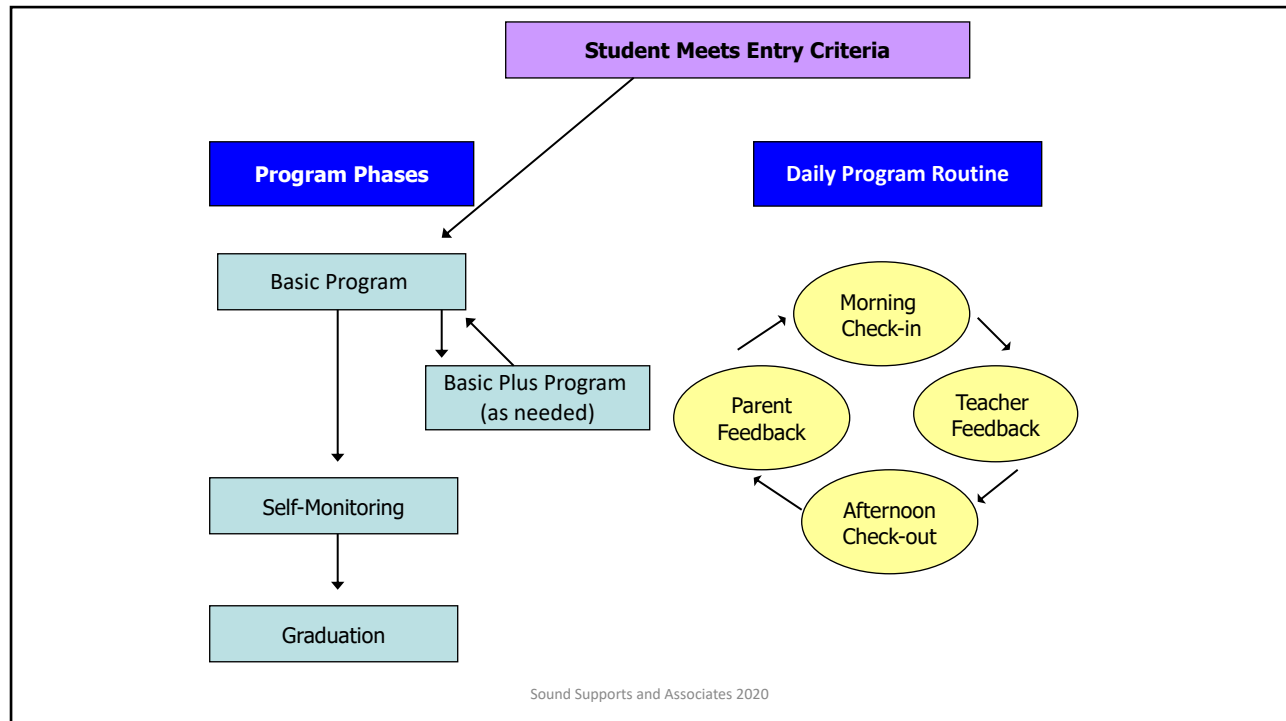 Student Meets Entry Criteria
Program Phases
Daily Program Routine
Basic Program
Basic Plus Program
(as needed)
Self-Monitoring
Graduation
Morning
Check-in
Teacher
Feedback
Afternoon
Check-out
Parent
Feedback
Sound Supports and Associates 2020